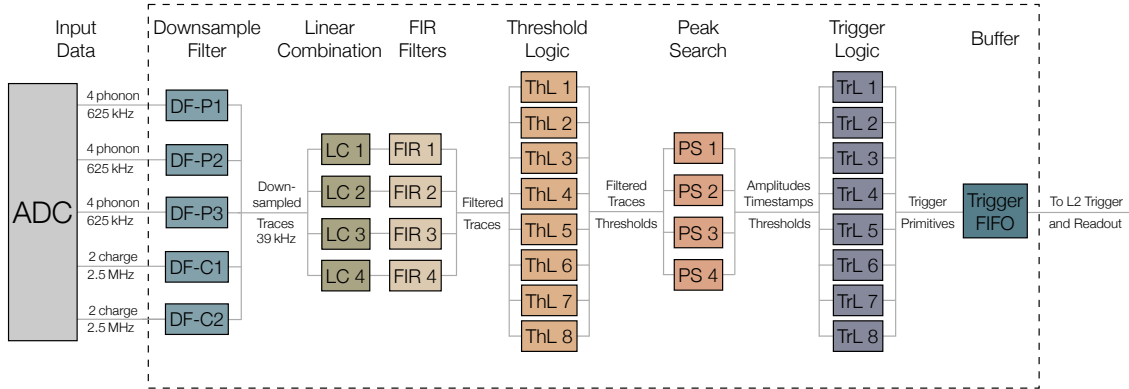 Input
Data
Downsample
Filter
Linear
Combination
FIR
Filters
Threshold
Logic
Peak
Search
Trigger
Logic
Buffer
ADC
4 phonon
625 kHz
4 phonon
625 kHz
4 phonon
625 kHz
2 charge
2.5 MHz
2 charge
2.5 MHz
DF-P1
DF-P2
DF-P3
DF-C1
DF-C2
Down-
sampled
Traces
39 kHz
LC 1
LC 2
LC 3
LC 4
FIR 1
FIR 2
FIR 3
FIR 4
Filtered
Traces
ThL 1
ThL 2
ThL 3
ThL 4
ThL 5
ThL 6
ThL 7
ThL 8
Filtered
Traces
Thresholds
PS 1
PS 2
PS 3
PS 4
Amplitudes
Timestamps
Thresholds
TrL 1
TrL 2
TrL 3
TrL 4
TrL 5
TrL 6
TrL 7
TrL 8
Trigger
Primitives
Trigger
FIFO
To L2 Trigger
and Readout